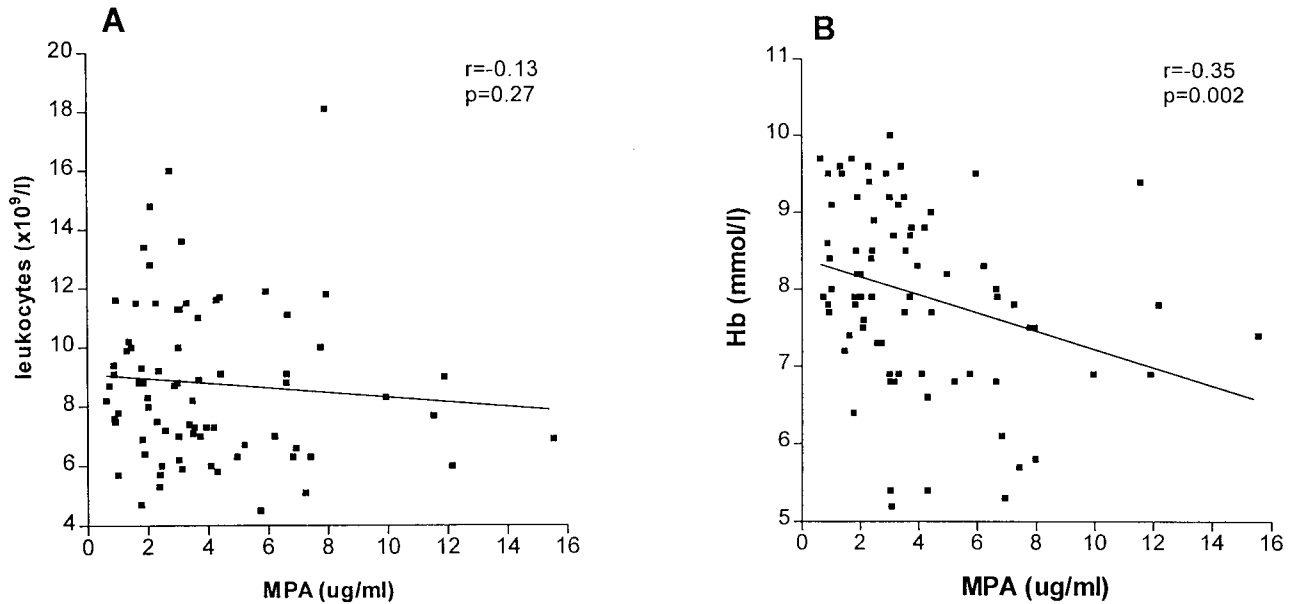 A
r=-0.13
p=0.27
leukocytes (x10⁹/l)
20
18
16
14
12
10
8
6
4
0 2 4 6 8 10 12 14 16
MPA (ug/ml)
B
r=-0.35
p=0.002
Hb (mmol/l)
11
10
9
8
7
6
5
0 2 4 6 8 10 12 14 16
MPA (ug/ml)